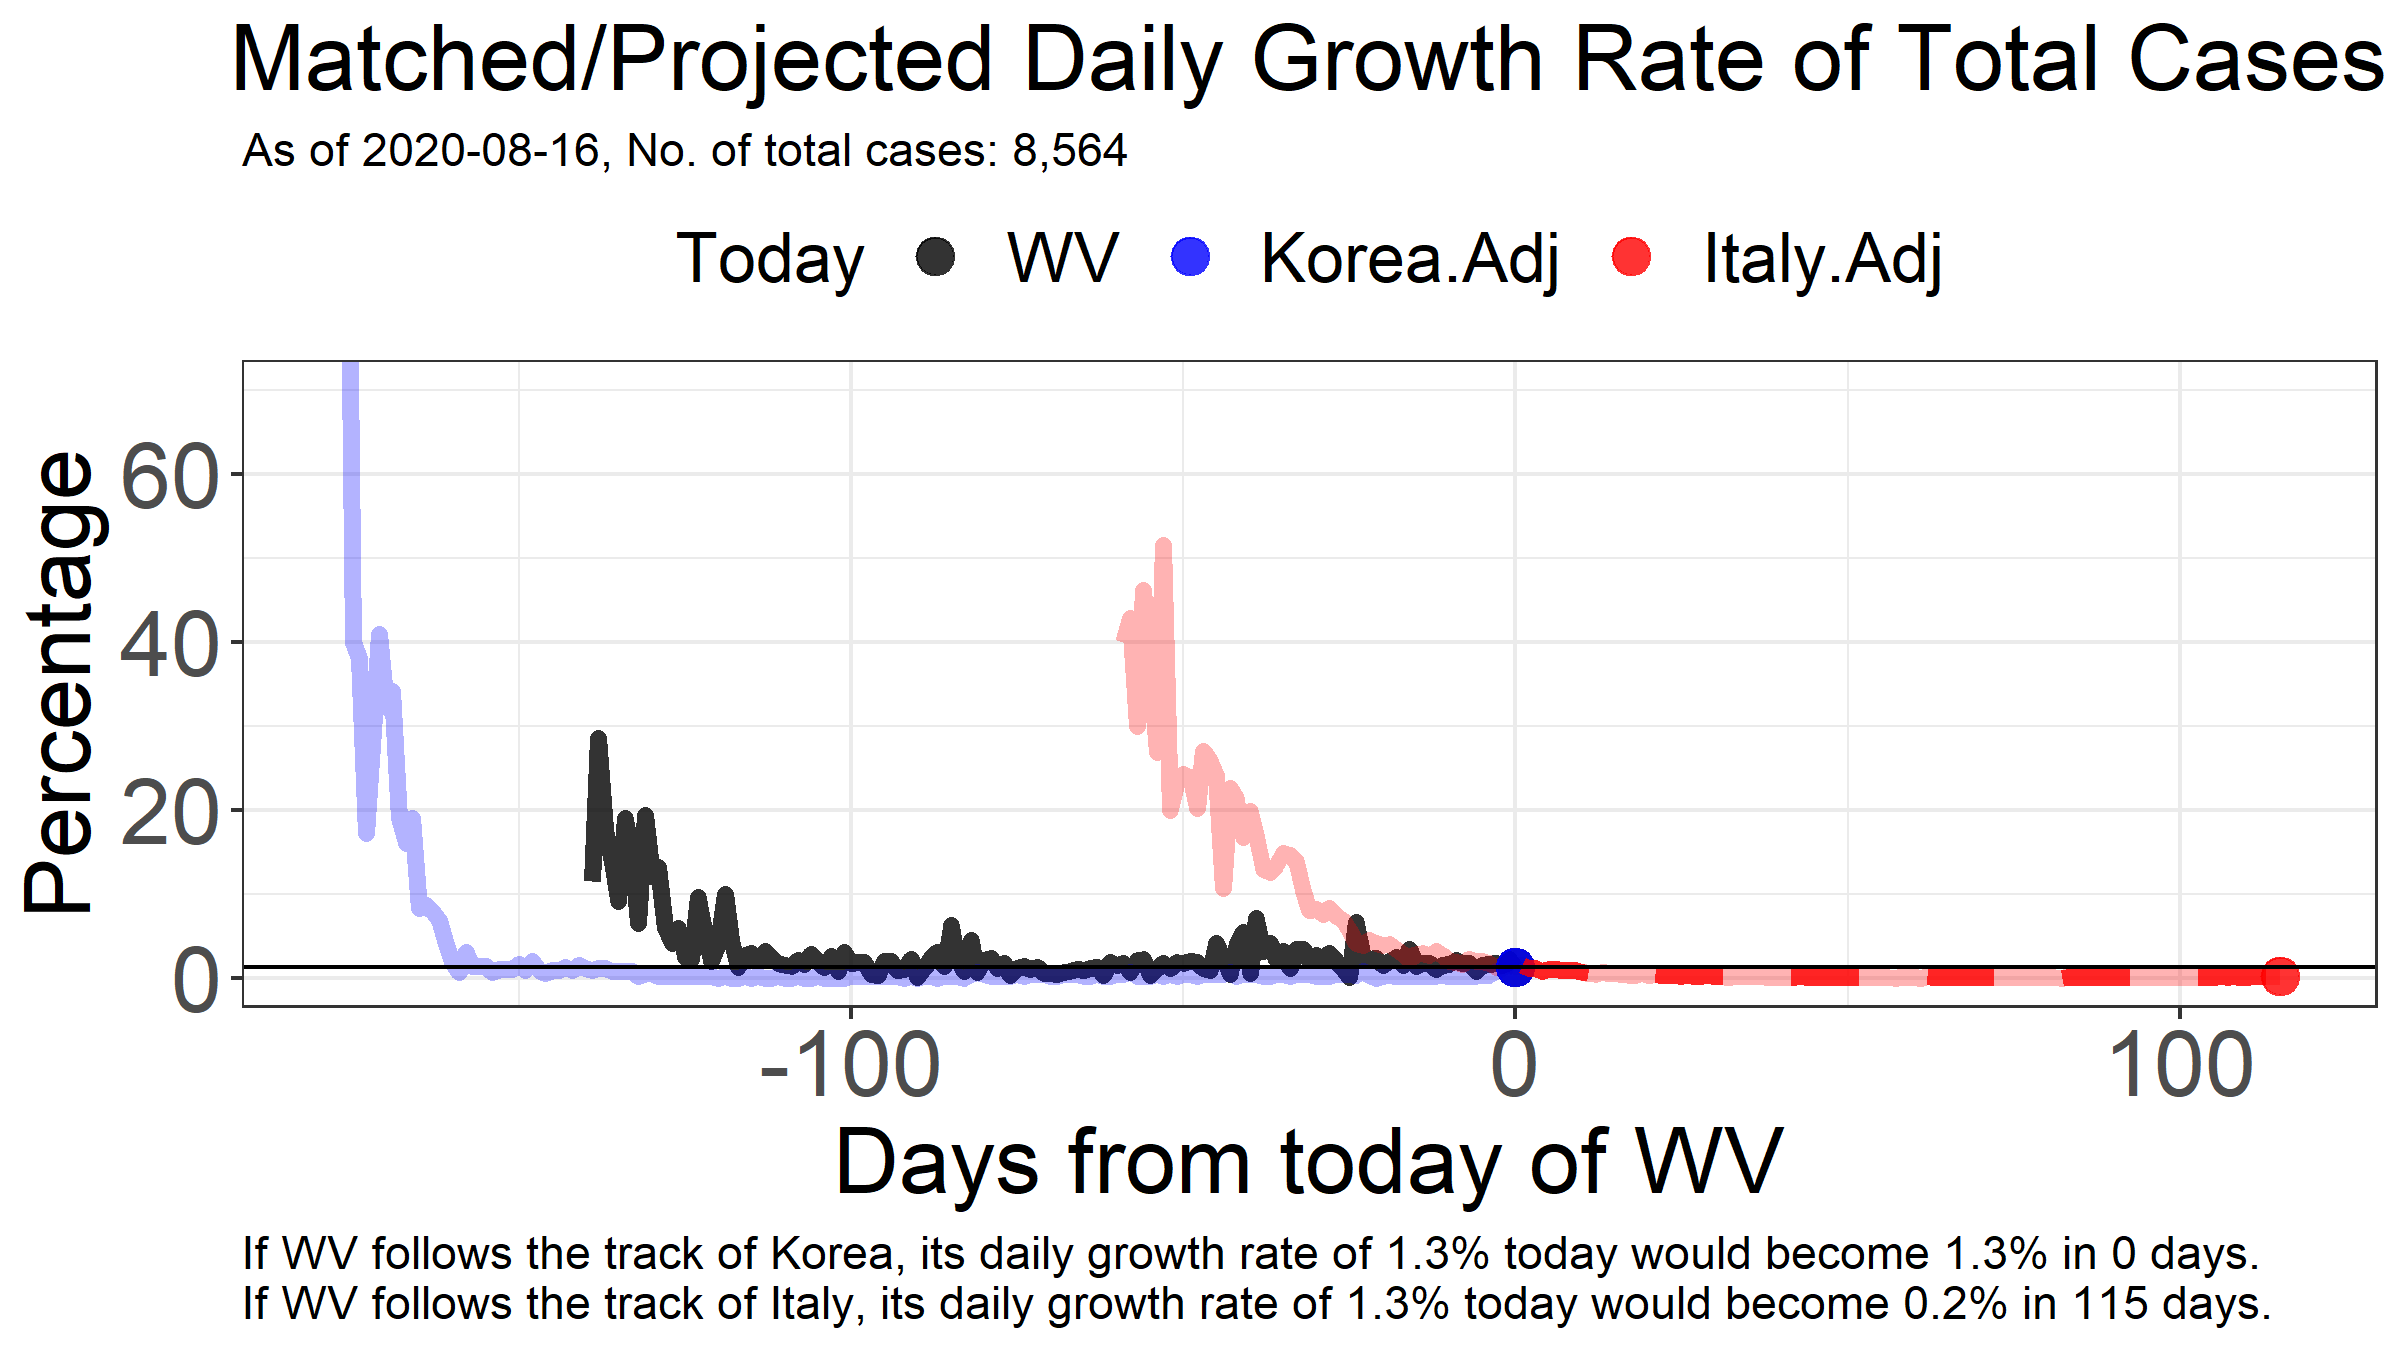 Matched/Projected Daily Growth Rate of Total Cases
As of 2020-08-16, No. of total cases: 8,564
Today WV Korea.Adj Italy.Adj
Percentage
60
40
20
0
-100 0 100
Days from today of WV
If WV follows the track of Korea, its daily growth rate of 1.3% today would become 1.3% in 0 days.
If WV follows the track of Italy, its daily growth rate of 1.3% today would become 0.2% in 115 days.